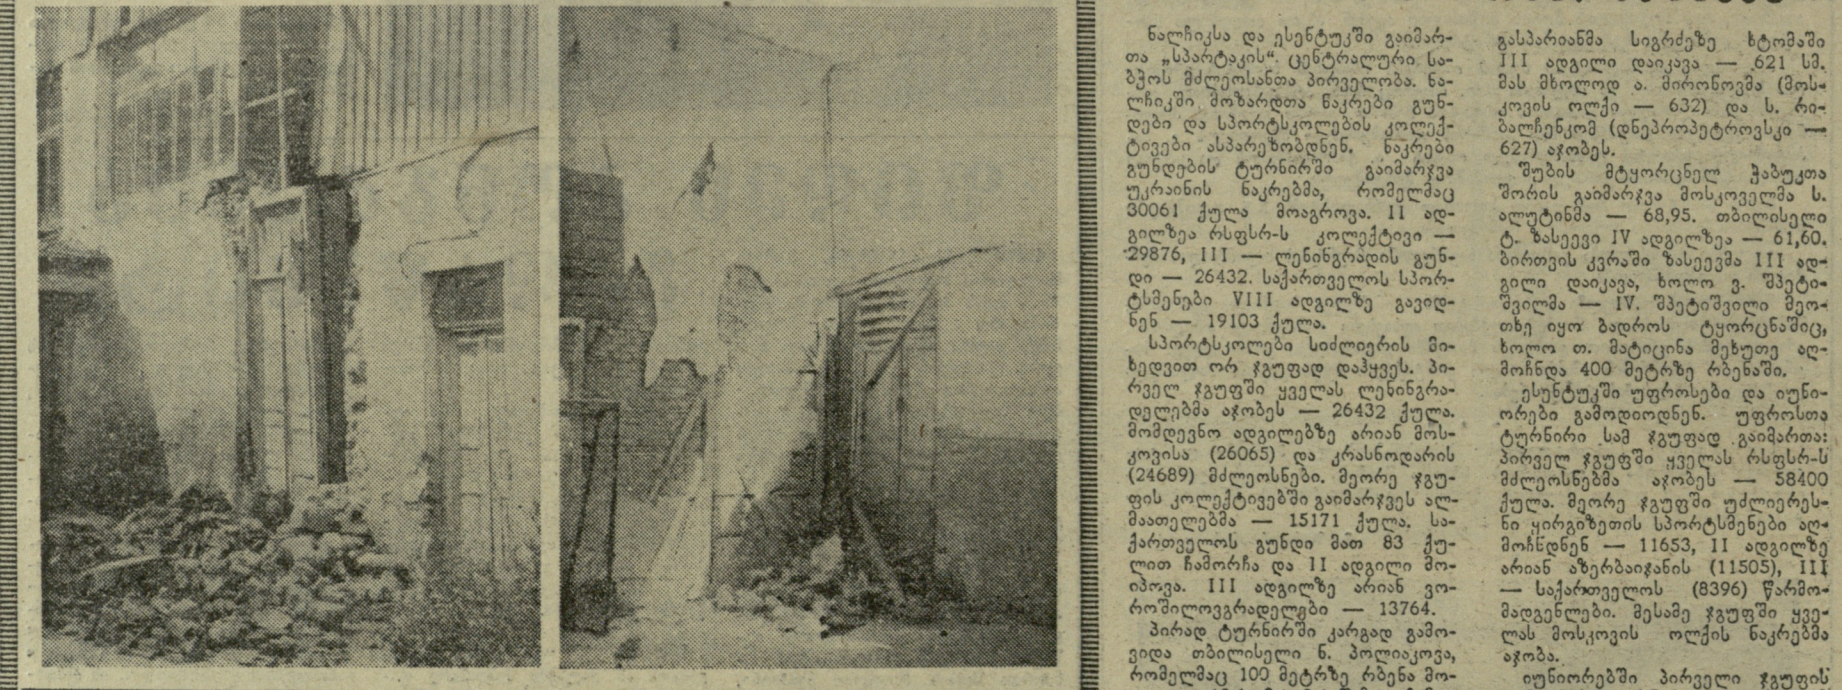 ნალჩიკსა და ესენტუკში გაიმარ-
თა „სპარტაკის“ ცენტრალური სა-
ბჭოს მძლეოსანთა პირველობა. ნა-
ლჩიკში მოზარდთა ნაკრები გუნ-
დები და სპორტსკოლების კოლექ-
ტივები ასპარეზობდნენ. ნაკრები
გუნდების ტურნირში გაიმარჯვა
უკრაინის ნაკრებმა, რომელმაც
30061 ქულა მოაგროვა. II ად-
გილზეა რსფსრ-ს კოლექტივი —
29876, III — ლენინგრადის გუნ-
დი — 26432. საქართველოს სპორ-
ტსმენები VIII ადგილზე გავიდ-
ნენ — 19103 ქულა.
სპორტსკოლები სიძლიერის მი-
ხედვით ორ ჯგუფად დაჰყვეს. პი-
რველ ჯგუფში ყველას ლენინგრა-
დელებმა აჯობეს — 26432 ქულა.
მომდევნო ადგილებზე არიან მოს-
კოვისა (26065) და კრასნოდარის
(24689) მძლეოსნები. მეორე ჯგუ-
ფის კოლექტივებში გაიმარჯვეს ალ-
მაათელებმა — 15171 ქულა. სა-
ქართველოს გუნდი მათ 83 ქუ-
ლით ჩამორჩა და II ადგილი მო-
იპოვა. III ადგილზე არიან ვო-
როშილოვგრადელები — 13764.
პირად ტურნირში კარგად გამო-
ვიდა თბილისელი ნ. პოლიაკოვა,
რომელმაც 100 მეტრზე რბენა მო-
გასპარიანმა სიგრძეზე ხტომაში
III ადგილი დაიკავა — 621 სმ.
მას მხოლოდ ა. მირონოვმა (მოს-
კოვის ოლქი — 632) და ს. რი-
ბალჩენკომ (დნეპროპეტროვსკი —
627) აჯობეს.
შუბის მტყორცნელ ჭაბუკთა
შორის გაიმარჯვა მოსკოველმა ს.
ალუტინმა — 68,95. თბილისელი
ტ. ზასეევი IV ადგილზეა — 61,60.
ბირთვის კვრაში ზასეევმა III ად-
გილი დაიკავა, ხოლო ვ. შპეტი-
შვილმა — IV. შპეტიშვილი მეო-
თხე იყო ბადროს ტყორცნაშიც,
ხოლო თ. მატიცინა მეხუთე აღ-
მოჩნდა 400 მეტრზე რბენაში.
ესენტუკში უფროსები და იუნი-
ორები გამოდიოდნენ. უფროსთა
ტურნირი სამ ჯგუფად გაიმართა:
პირველ ჯგუფში ყველას რსფსრ-ს
მძლეოსნებმა აჯობეს — 58400
ქულა. მეორე ჯგუფში უძლიერეს-
ნი ყირგიზეთის სპორტსმენები აღ-
მოჩნდნენ — 11653, II ადგილზე
არიან აზერბაიჯანის (11505), III
— საქართველოს (8396) წარმო-
მადგენლები. მესამე ჯგუფში ყვე-
ლას მოსკოვის ოლქის ნაკრებმა
აჯობა.
იუნიორებში პირველი ჯგუფის